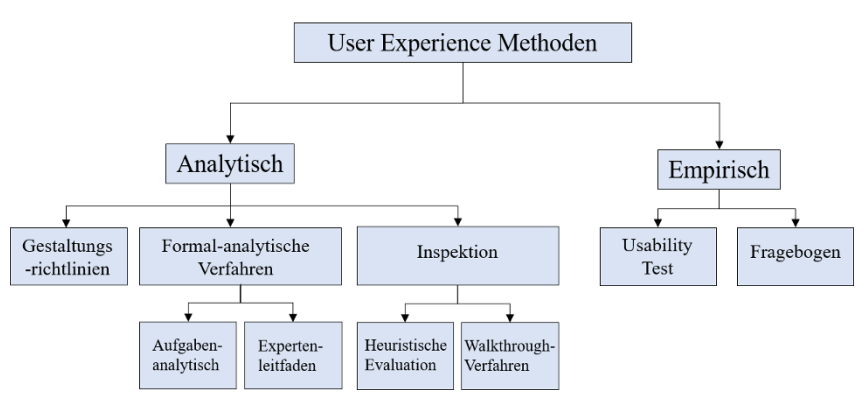 User Experience Methoden
Analytisch
Empirisch
Gestaltungs
-richtlinien
Formal-analytische
Verfahren
Inspektion
Usability
Test
Fragebogen
Aufgaben-
analytisch
Experten-
leitfaden
Heuristische
Evaluation
Walkthrough-
Verfahren